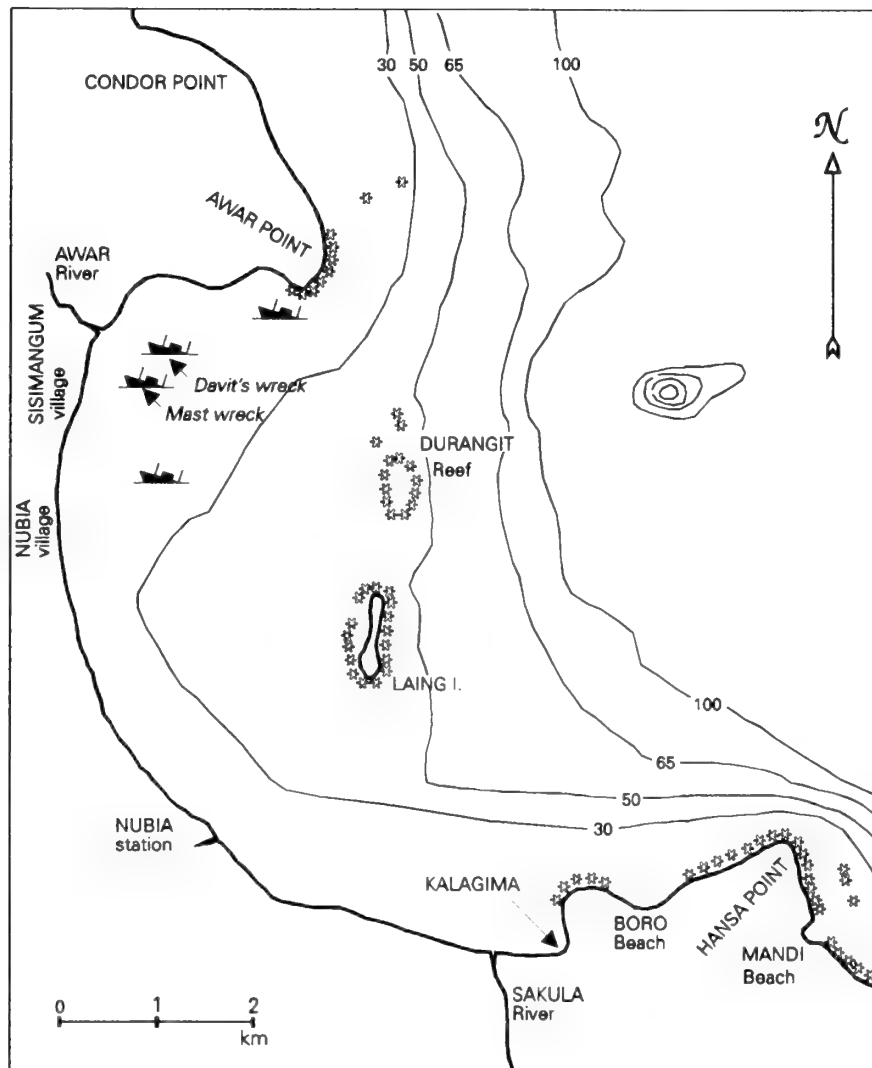 30
50
65
100
CONDOR POINT
N
AWAR POINT
AWAR
River
SISIMANGUM
village
Davit's wreck
Mast wreck
DURANGIT
Reef
NUBIA
village
LAING I.
100
65
50
30
NUBIA
station
KALAGIMA
BORO
Beach
HANSA POINT
MANDI
Beach
SAKULA
River
0 1 2
km